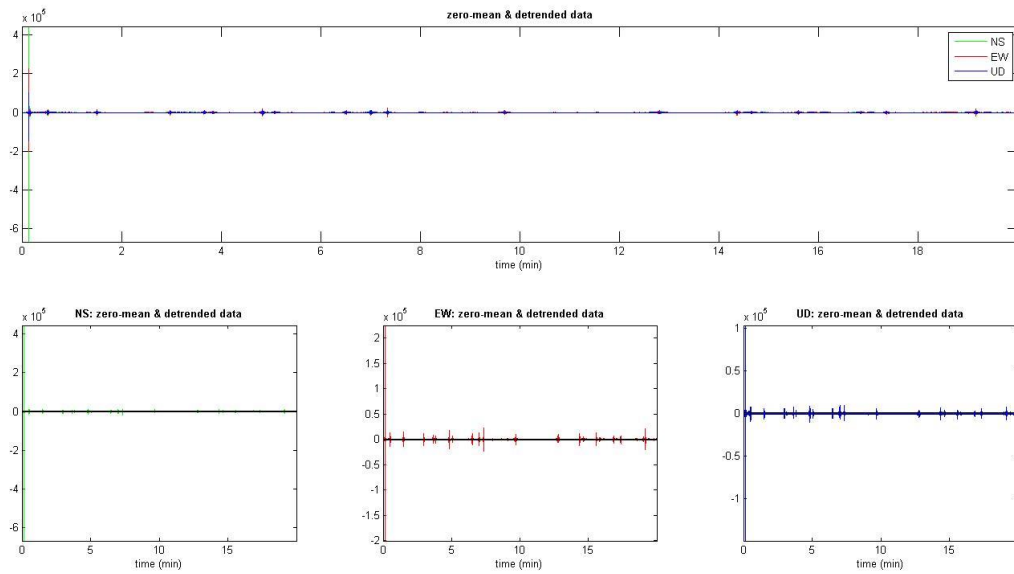 zero-mean & detrended data
x 10^5
4
2
0
-2
-4
-6
NS
EW
UD
0 2 4 6 8 10 12 14 16 18
time (min)
NS: zero-mean & detrended data
x 10^5
4
2
0
-2
-4
-6
0 5 10 15
time (min)
EW: zero-mean & detrended data
x 10^5
2
1.5
1
0.5
0
-0.5
-1
-1.5
-2
0 5 10 15
time (min)
UD: zero-mean & detrended data
x 10^5
1
0.5
0
-0.5
-1
0 5 10 15
time (min)